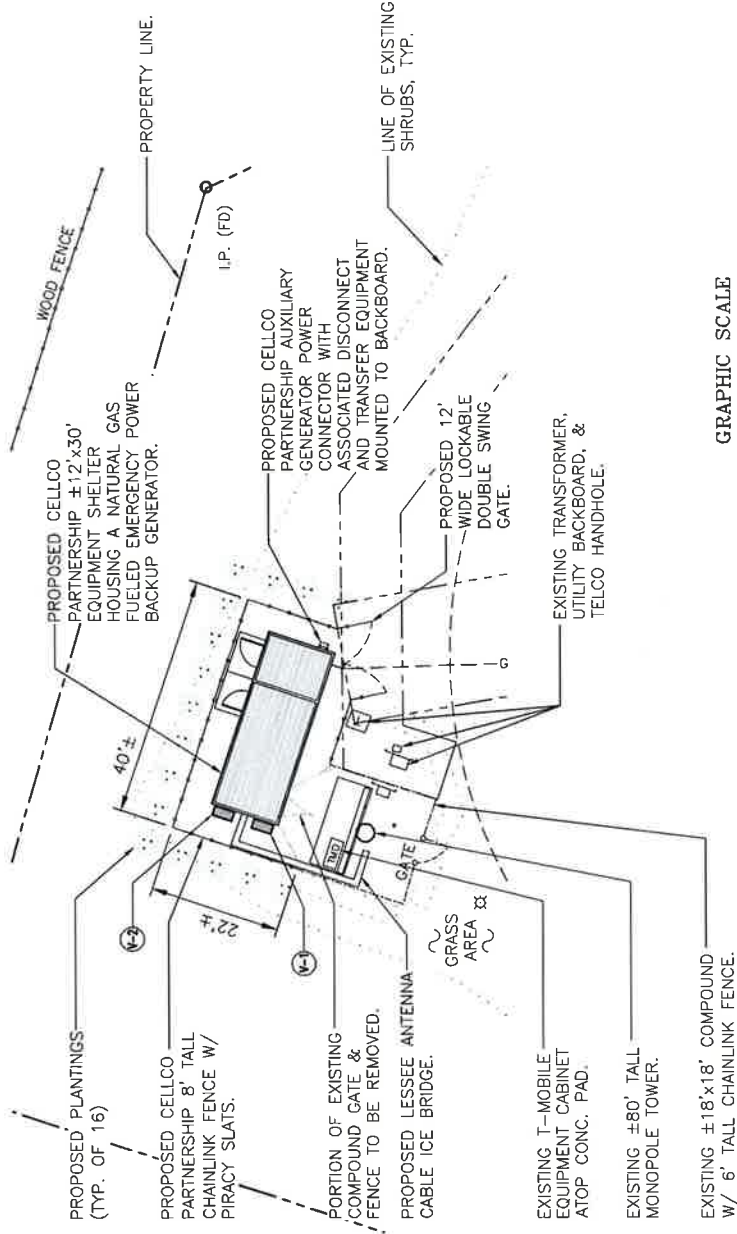 PROPOSED PLANTINGS
(TYP. OF 16)
PROPOSED CELLCO
PARTNERSHIP 8' TALL
CHAINLINK FENCE W/
PIRACY SLATS.
PORTION OF EXISTING
COMPOUND GATE &
FENCE TO BE REMOVED.
PROPOSED LESSEE ANTENNA
CABLE ICE BRIDGE.
EXISTING T-MOBILE
EQUIPMENT CABINET
ATOP CONC. PAD.
EXISTING ±80' TALL
MONOPOLE TOWER.
EXISTING ±18'x18' COMPOUND
W/ 6' TALL CHAINLINK FENCE.
V-2
V-1
22'±
40'±
TMO
GATE
GRASS
AREA
G
PROPOSED CELLCO
PARTNERSHIP ±12'x30'
EQUIPMENT SHELTER
HOUSING A NATURAL GAS
FUELED EMERGENCY POWER
BACKUP GENERATOR.
WOOD FENCE
PROPERTY LINE.
I.P. (FD)
PROPOSED CELLCO
PARTNERSHIP AUXILIARY
GENERATOR POWER
CONNECTOR WITH
ASSOCIATED DISCONNECT
AND TRANSFER EQUIPMENT
MOUNTED TO BACKBOARD.
LINE OF EXISTING
SHRUBS, TYP.
PROPOSED 12'
WIDE LOCKABLE
DOUBLE SWING
GATE.
EXISTING TRANSFORMER,
UTILITY BACKBOARD, &
TELCO HANDHOLE.
GRAPHIC SCALE